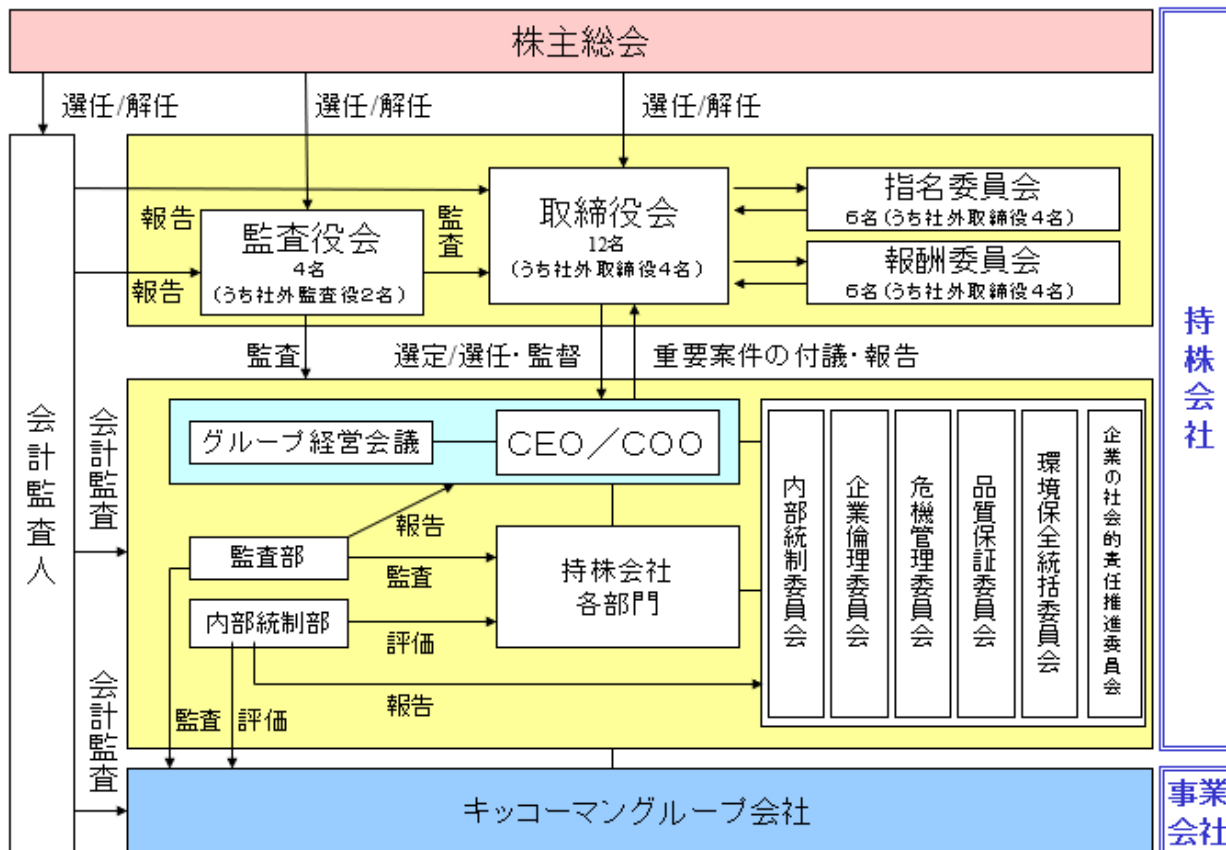 株主総会
選任/解任
選任/解任
選任/解任
指名委員会
6名(うち社外取締役4名)
取締役会
12名
(うち社外取締役4名)
報告
監査役会
4名
(うち社外監査役2名)
監査
報酬委員会
6名(うち社外取締役4名)
報告
監査
選定/選任・監督
重要案件の付議・報告
持株会社
会計監査人
会計監査
グループ経営会議
CEO/COO
報告
監査部
監査
持株会社
各部門
内部統制部
評価
報告
内部統制委員会
企業倫理委員会
危機管理委員会
品質保証委員会
環境保全統括委員会
企業の社会的責任推進委員会
会計監査
監査
評価
キッコーマングループ会社
事業
会社